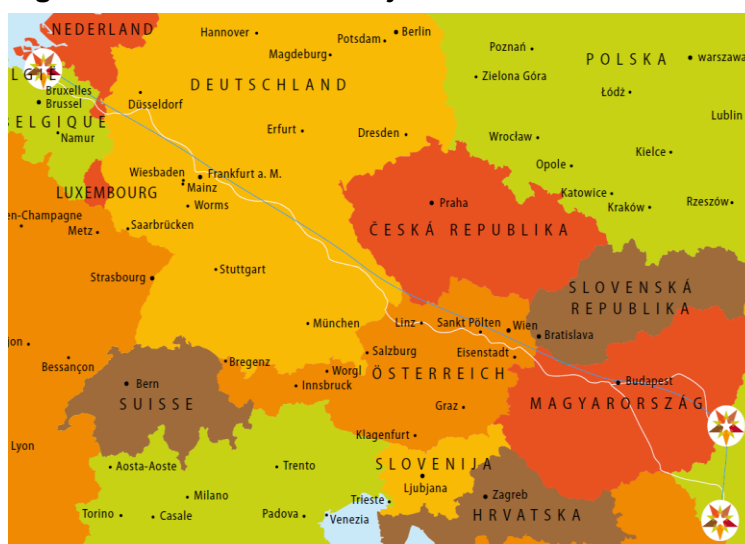 NEDERLAND
Hannover
Potsdam
Berlin
Magdeburg
Poznań
POLSKA
warszawa
DEUTSCHLAND
Zielona Góra
Łódź
LGIË
Bruxelles
Brussel
Düsseldorf
BELGIQUE
Namur
Erfurt
Dresden
Wrocław
Lublin
Kielce
Opole
Wiesbaden
Frankfurt a. M.
Mainz
LUXEMBOURG
Worms
Praha
Katowice
Kraków
Rzeszów
en-Champagne
Metz
Saarbrücken
ČESKÁ REPUBLIKA
Strasbourg
Stuttgart
SLOVENSKÁ
REPUBLIKA
München
Linz
Sankt Pölten
Wien
Bratislava
jon
Bessançon
Bregenz
Salzburg
Eisenstadt
Worgl
Innsbruck
ÖSTERREICH
Bern
SUISSE
Budapest
MAGYARORSZÁG
Graz
Klagenfurt
Lyon
Aosta-Aoste
Trento
SLOVENIJA
Ljubjana
Milano
Trieste
Zagreb
Torino
Casale
Padova
Venezia
HRVATSKA